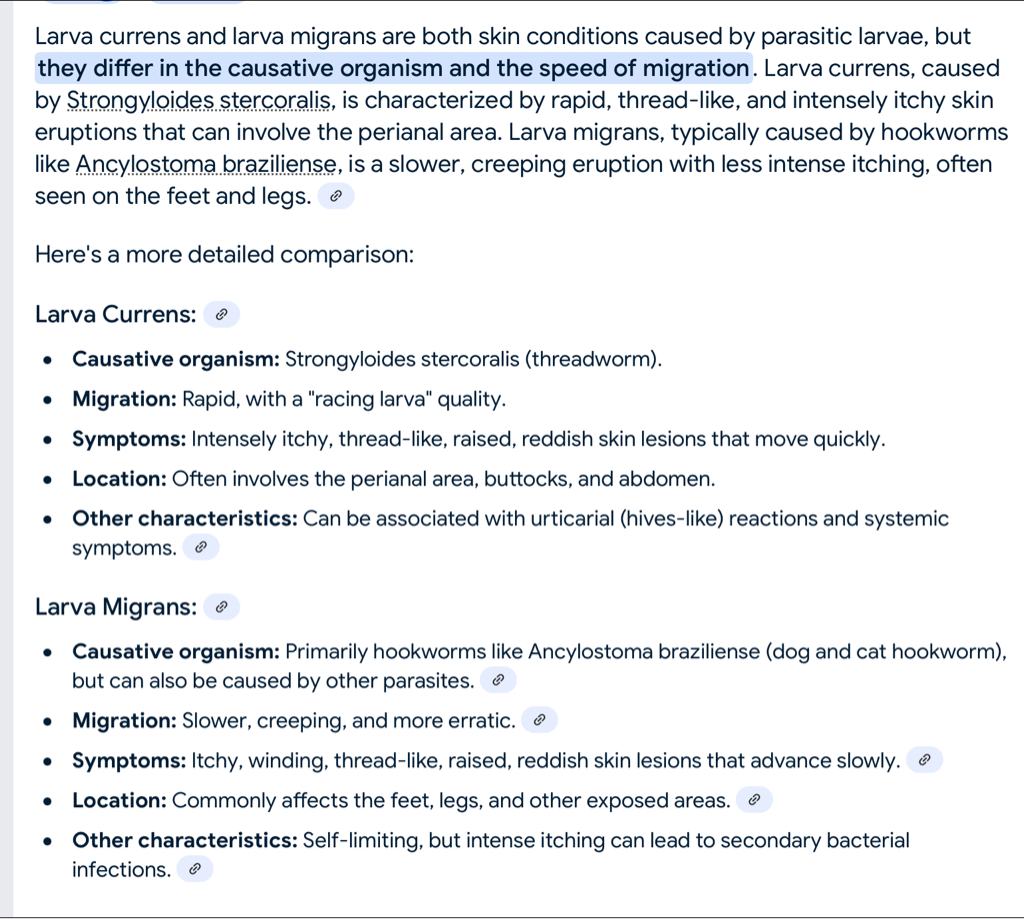 Larva currens and larva migrans are both skin conditions caused by parasitic larvae, but
they differ in the causative organism and the speed of migration. Larva currens, caused
by Strongyloides stercoralis, is characterized by rapid, thread-like, and intensely itchy skin
eruptions that can involve the perianal area. Larva migrans, typically caused by hookworms
like Ancylostoma braziliense, is a slower, creeping eruption with less intense itching, often
seen on the feet and legs.
Here's a more detailed comparison:
Larva Currens:
• Causative organism: Strongyloides stercoralis (threadworm).
• Migration: Rapid, with a "racing larva" quality.
• Symptoms: Intensely itchy, thread-like, raised, reddish skin lesions that move quickly.
• Location: Often involves the perianal area, buttocks, and abdomen.
• Other characteristics: Can be associated with urticarial (hives-like) reactions and systemic
symptoms.
Larva Migrans:
• Causative organism: Primarily hookworms like Ancylostoma braziliense (dog and cat hookworm),
but can also be caused by other parasites.
• Migration: Slower, creeping, and more erratic.
• Symptoms: Itchy, winding, thread-like, raised, reddish skin lesions that advance slowly.
• Location: Commonly affects the feet, legs, and other exposed areas.
• Other characteristics: Self-limiting, but intense itching can lead to secondary bacterial
infections.